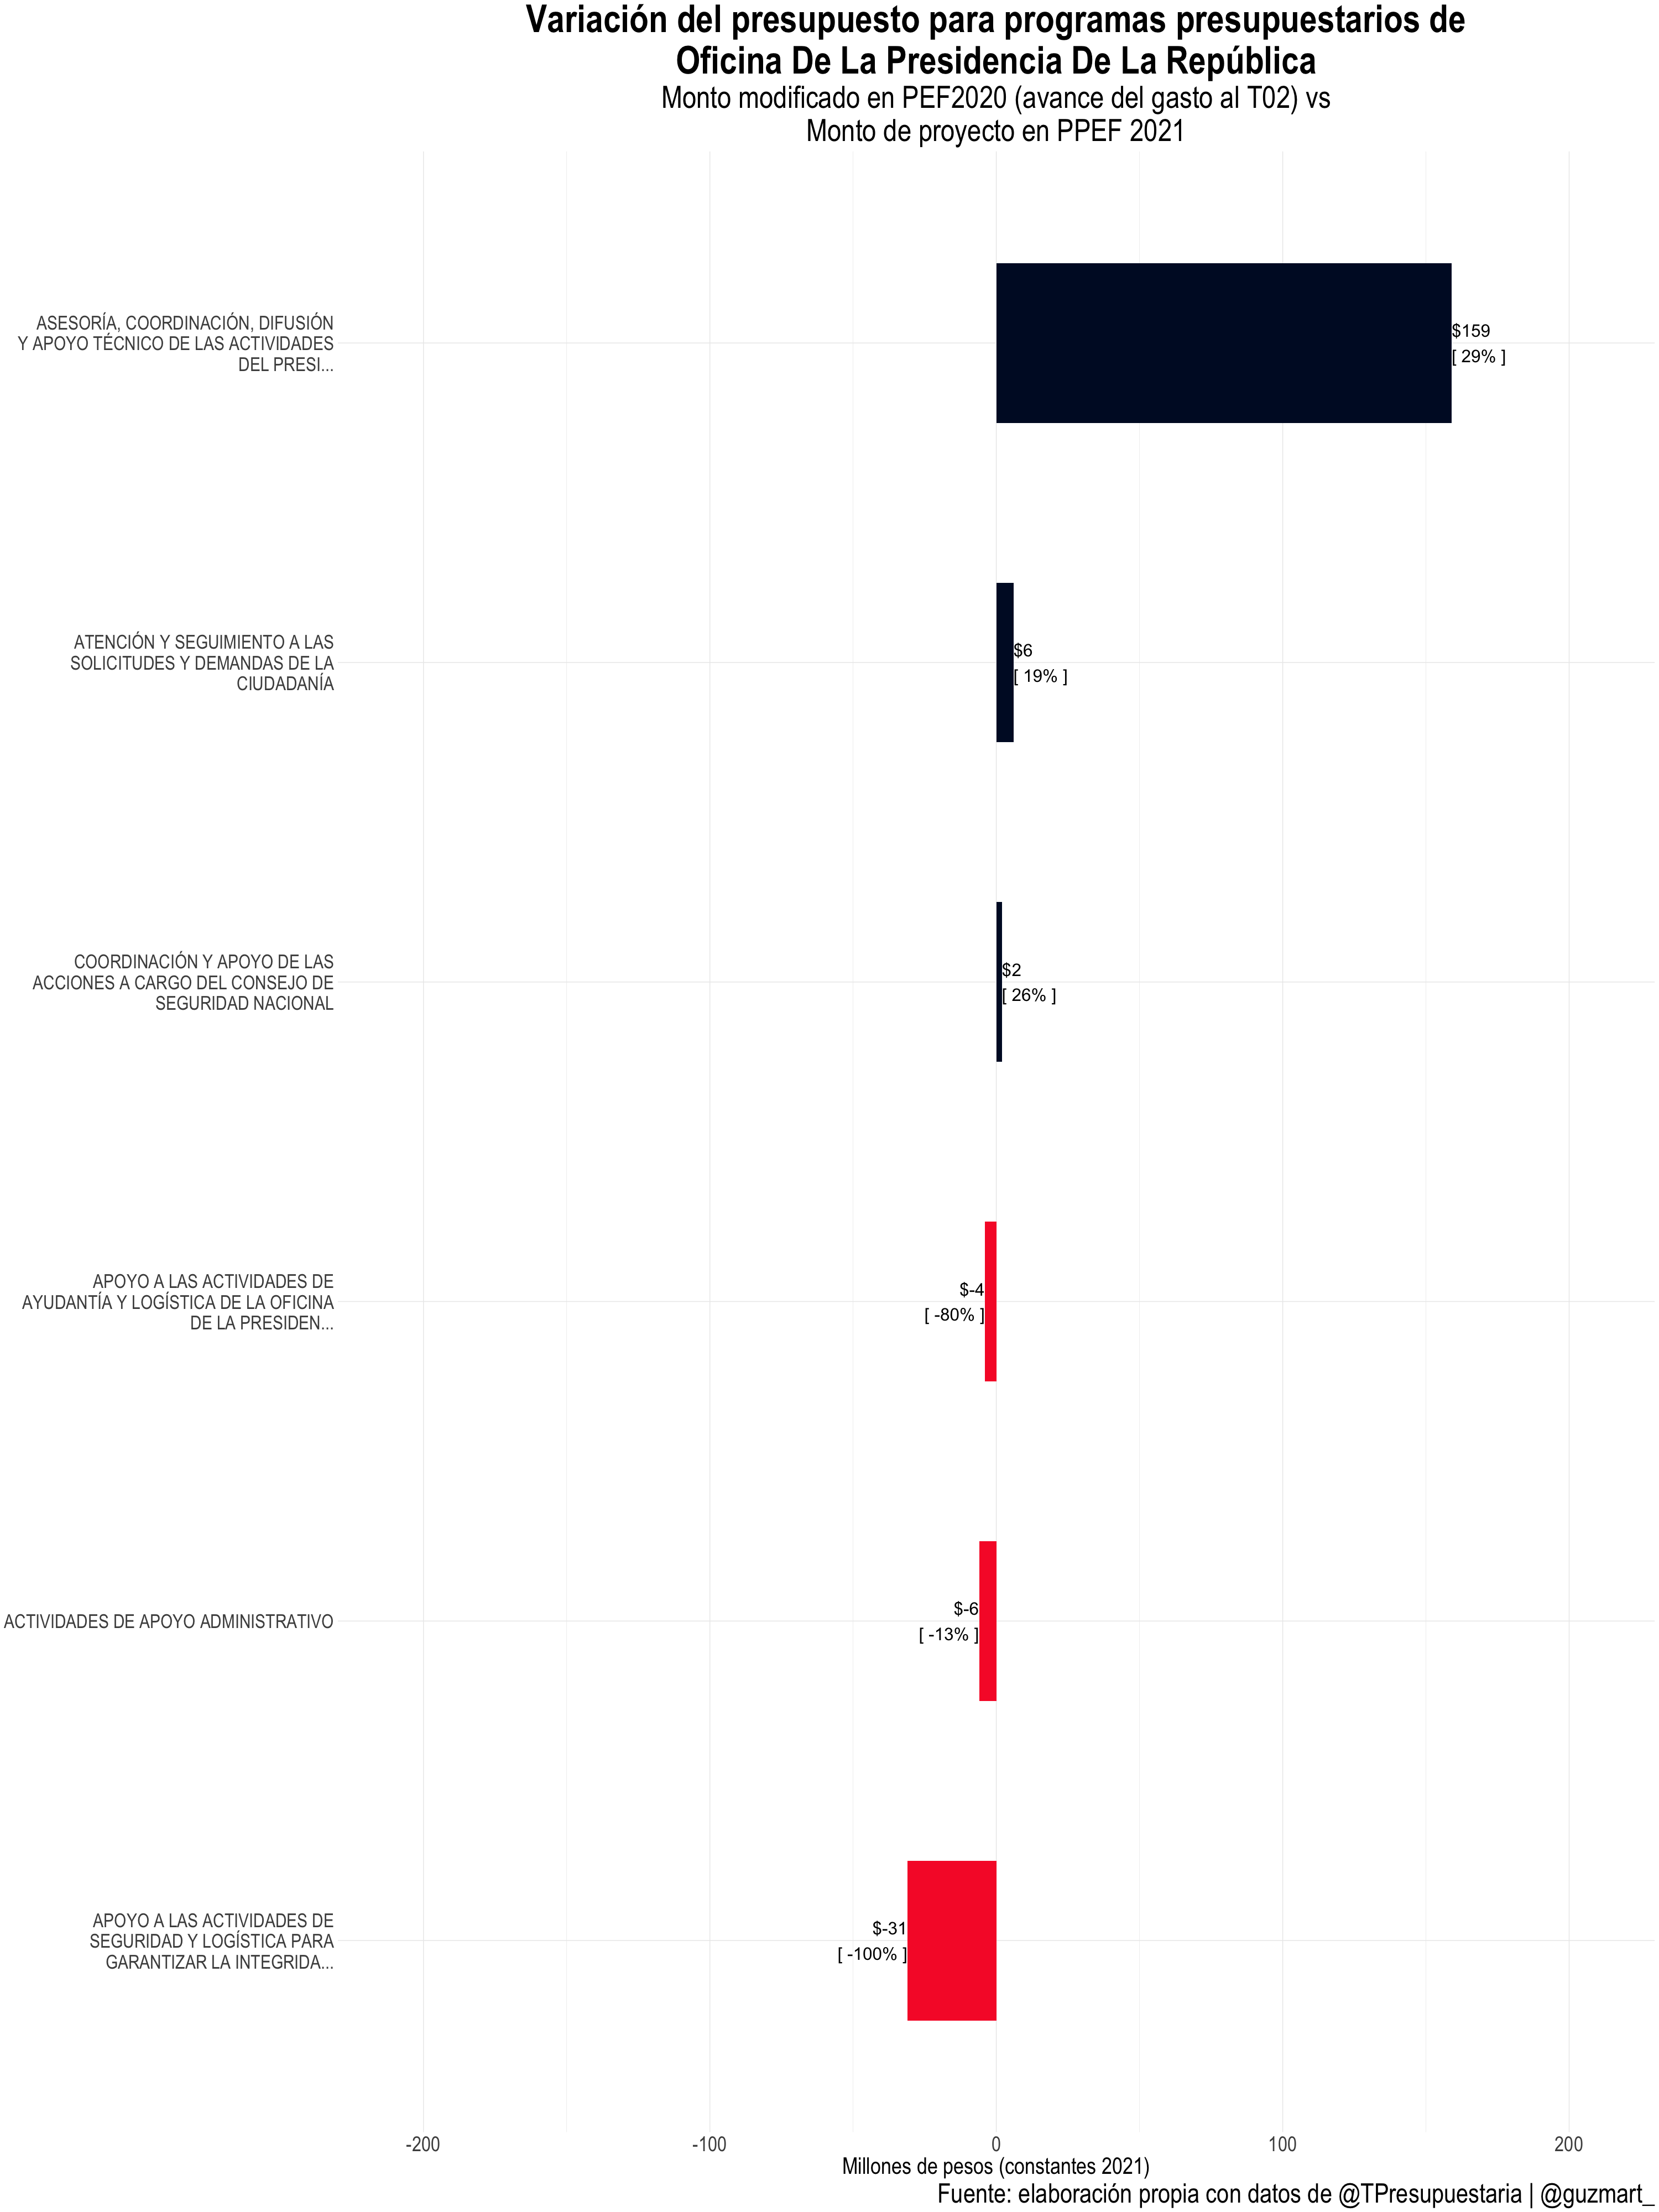 Variación del presupuesto para programas presupuestarios de
Oficina De La Presidencia De La República
Monto modificado en PEF2020 (avance del gasto al T02) vs
Monto de proyecto en PPEF 2021
ASESORÍA, COORDINACIÓN, DIFUSIÓN
Y APOYO TÉCNICO DE LAS ACTIVIDADES
DEL PRESI...
$159
[ 29% ]
ATENCIÓN Y SEGUIMIENTO A LAS
SOLICITUDES Y DEMANDAS DE LA
CIUDADANÍA
$6
[ 19% ]
COORDINACIÓN Y APOYO DE LAS
ACCIONES A CARGO DEL CONSEJO DE
SEGURIDAD NACIONAL
$2
[ 26% ]
APOYO A LAS ACTIVIDADES DE
AYUDANTÍA Y LOGÍSTICA DE LA OFICINA
DE LA PRESIDEN...
$-4
[ -80% ]
ACTIVIDADES DE APOYO ADMINISTRATIVO
$-6
[ -13% ]
APOYO A LAS ACTIVIDADES DE
SEGURIDAD Y LOGÍSTICA PARA
GARANTIZAR LA INTEGRIDA...
$-31
[ -100% ]
-200 -100 0 100 200
Millones de pesos (constantes 2021)
Fuente: elaboración propia con datos de @TPresupuestaria | @guzmart_